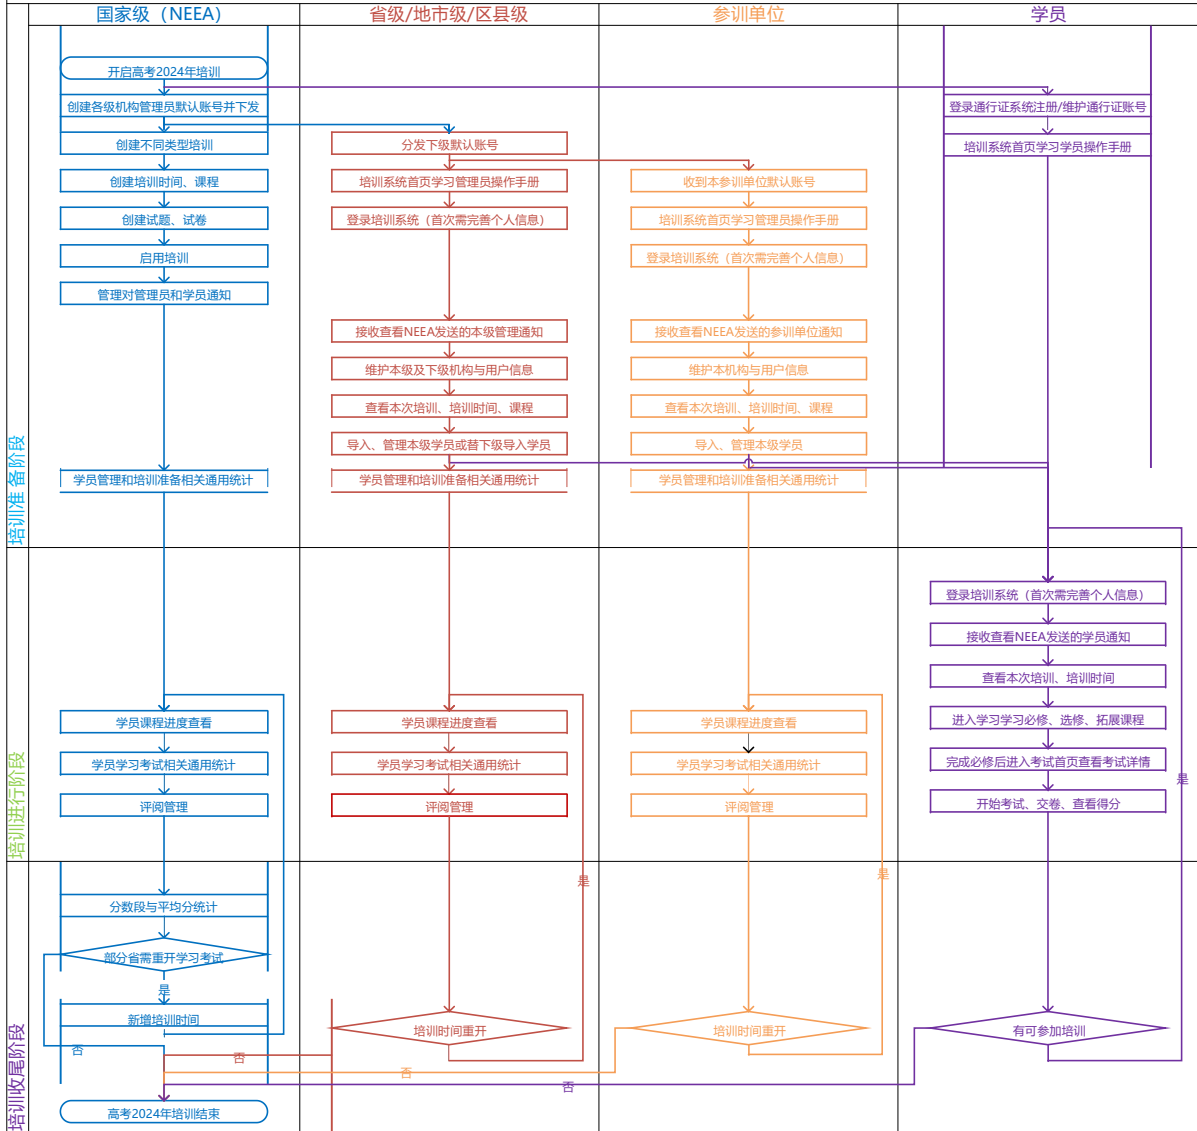 国家级（NEEA）
省级/地市级/区县级
参训单位
学员
培训准 备阶段
开启高考2024年培训
创建各级机构管理员默认账号并下发
登录通行证系统注册/维护通行证账号
创建不同类型培训
分发下级默认账号
培训系统首页学习学员操作手册
创建培训时间、课程
培训系统首页学习管理员操作手册
收到本参训单位默认账号
创建试题、试卷
登录培训系统（首次需完善个人信息）
培训系统首页学习管理员操作手册
启用培训
登录培训系统（首次需完善个人信息）
管理对管理员和学员通知
接收查看NEEA发送的本级管理通知
接收查看NEEA发送的参训单位通知
维护本级及下级机构与用户信息
维护本机构与用户信息
查看本次培训、培训时间、课程
查看本次培训、培训时间、课程
导入、管理本级学员或替下级导入学员
导入、管理本级学员
学员管理和培训准备相关通用统计
学员管理和培训准备相关通用统计
学员管理和培训准备相关通用统计
培训进行阶段
登录培训系统（首次需完善个人信息）
接收查看NEEA发送的学员通知
查看本次培训、培训时间
学员课程进度查看
学员课程进度查看
学员课程进度查看
进入学习学习必修、选修、拓展课程
学员学习考试相关通用统计
学员学习考试相关通用统计
学员学习考试相关通用统计
完成必修后进入考试首页查看考试详情
是
评阅管理
评阅管理
评阅管理
开始考试、交卷、查看得分
培训收尾阶段
是
是
分数段与平均分统计
部分省需重开学习考试
是
新增培训时间
培训时间重开
培训时间重开
有可参加培训
否
否
否
否
高考2024年培训结束